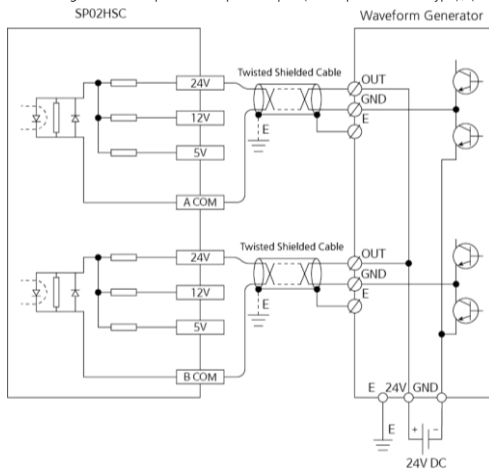 SP02HSC
Waveform Generator
Twisted Shielded Cable
24V
OUT
GND
12V
E
E
5V
A COM
Twisted Shielded Cable
24V
OUT
GND
12V
E
E
5V
B COM
E 24V GND
E
+ -
24V DC